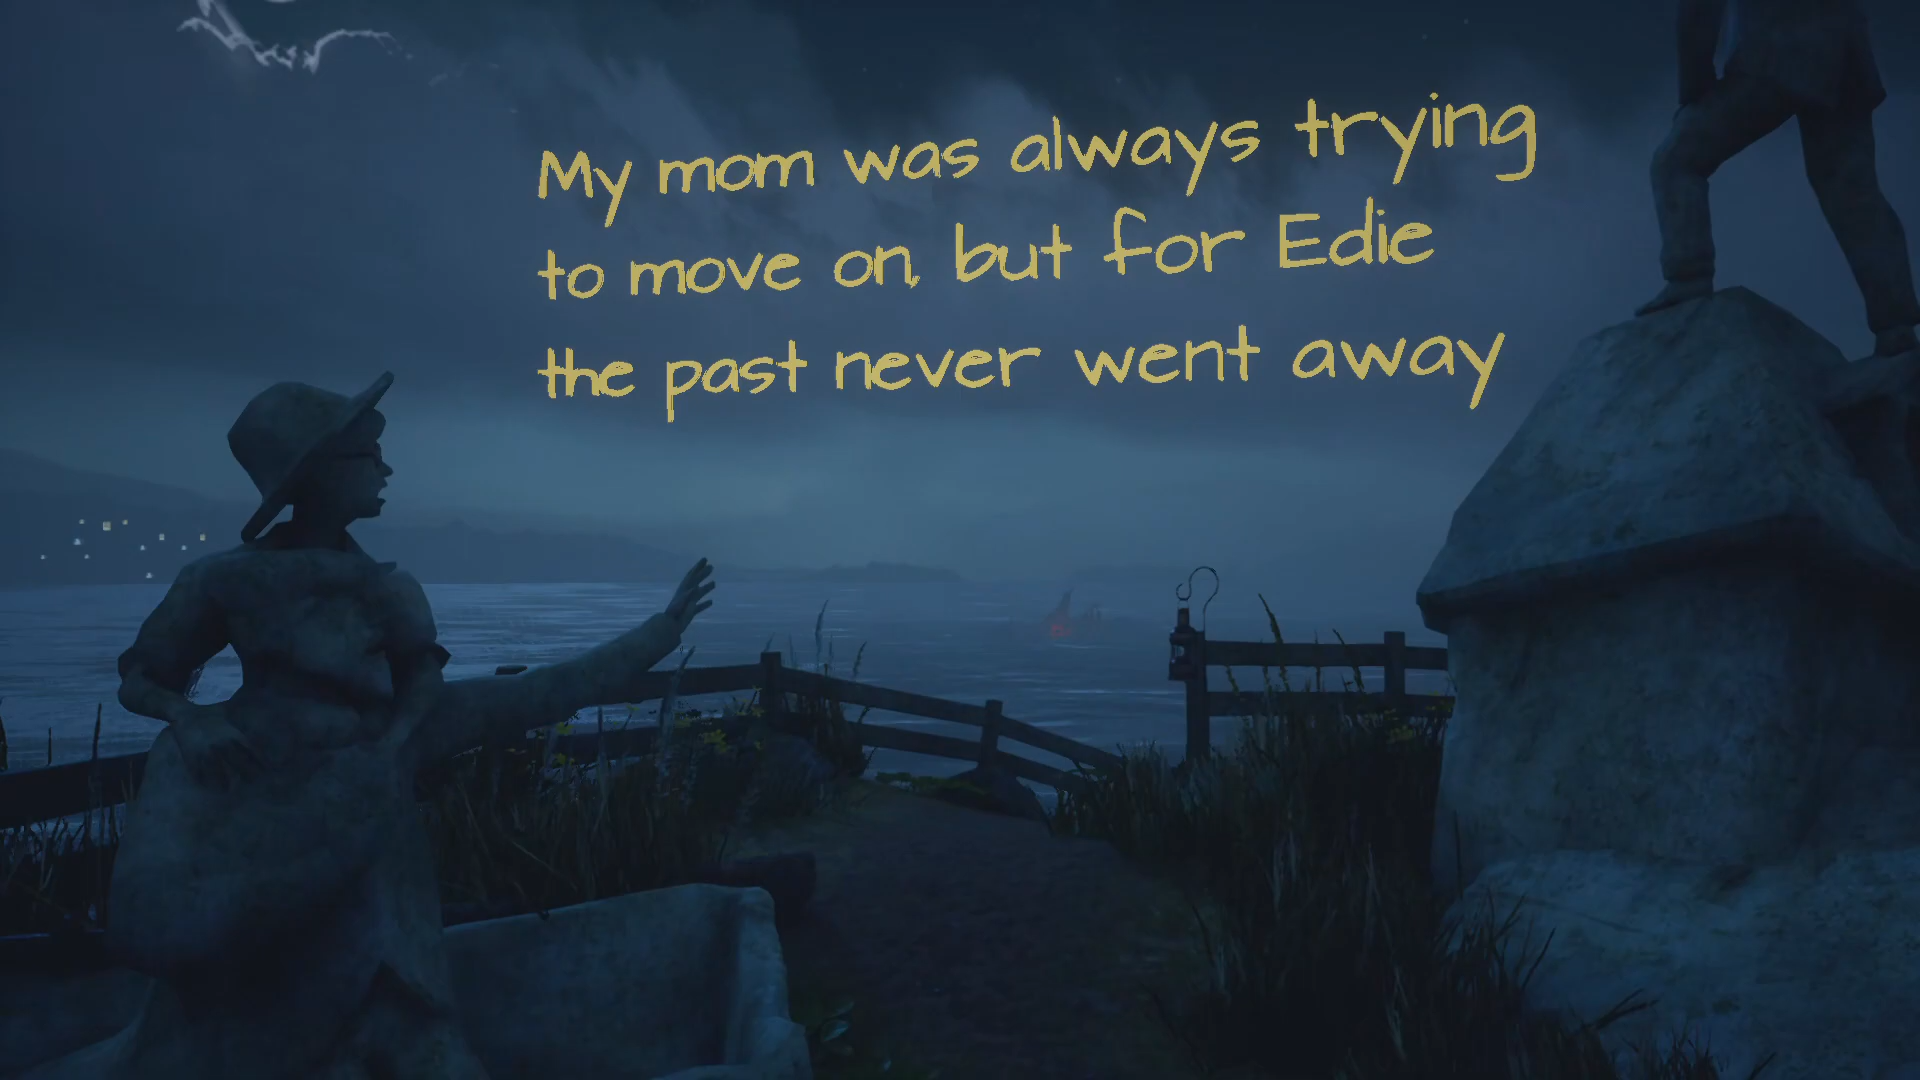 My mom was always trying
to move on, but for Edie
the past never went away